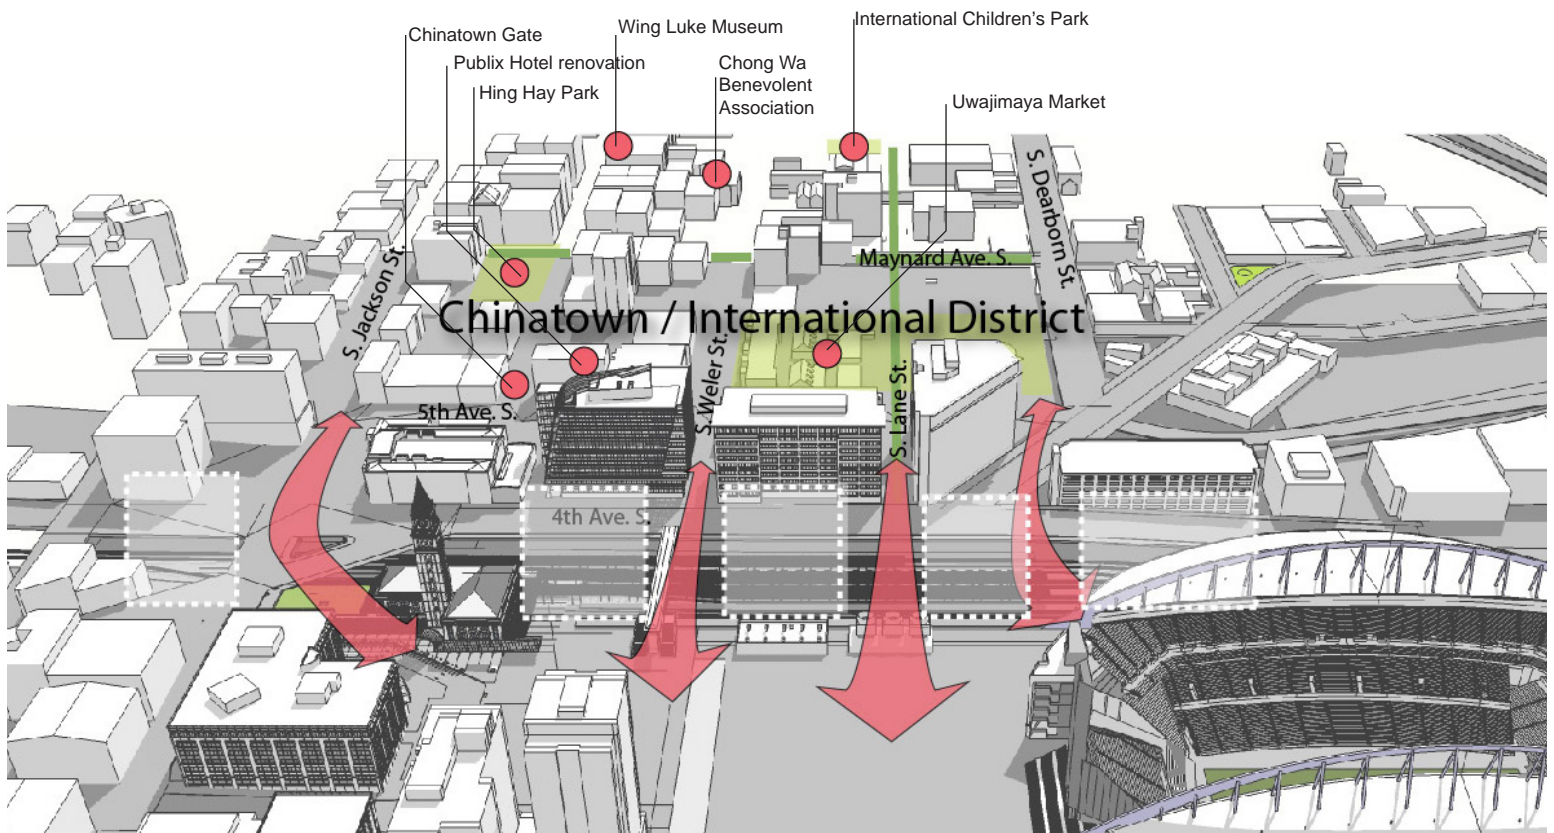 International Children's Park
Wing Luke Museum
Chinatown Gate
Publix Hotel renovation
Chong Wa
Benevolent
Association
Hing Hay Park
Uwajimaya Market
S. Dearborn St.
S. Jackson St.
Maynard Ave. S.
Chinatown / International District
S. Weler St.
S. Lane St.
5th Ave. S.
4th Ave. S.